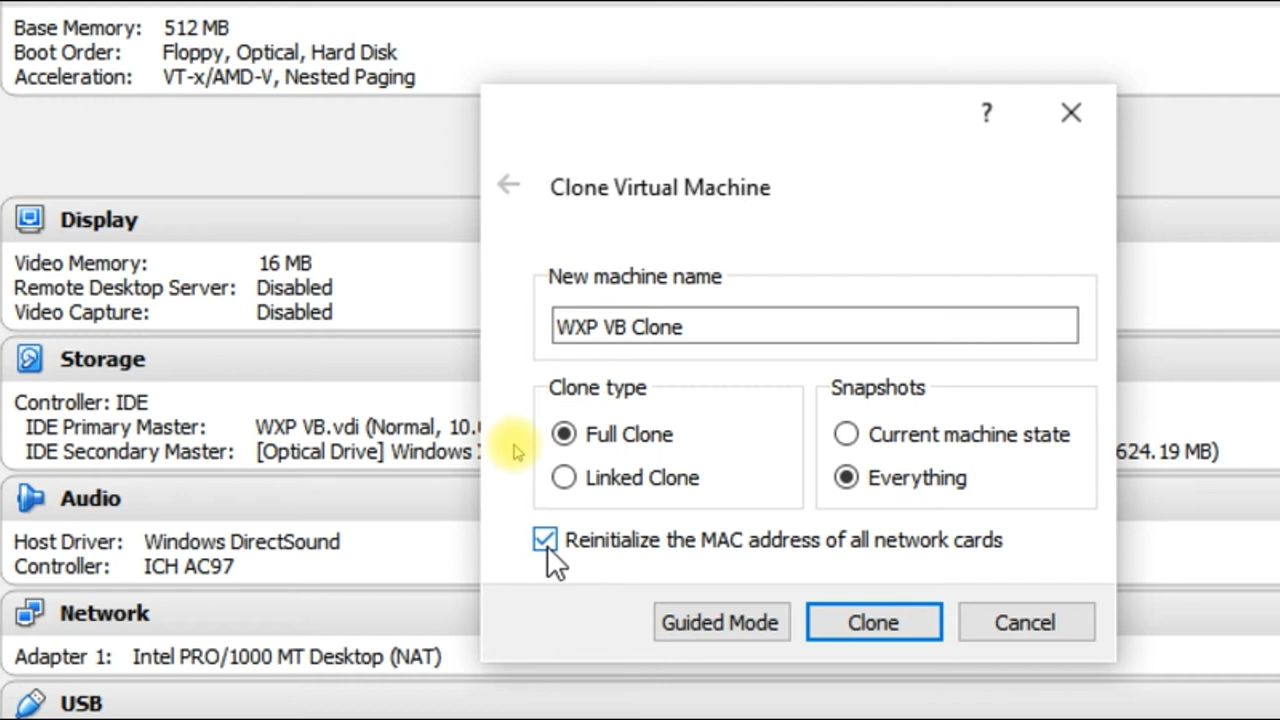 Base Memory: 512 MB
Boot Order: Floppy, Optical, Hard Disk
Acceleration: VT-x/AMD-V, Nested Paging
Display
Video Memory: 16 MB
Remote Desktop Server: Disabled
Video Capture: Disabled
Storage
Controller: IDE
IDE Primary Master: WXP VB.vdi (Normal, 10.
IDE Secondary Master: [Optical Drive] Windows
624.19 MB)
Audio
Host Driver: Windows DirectSound
Controller: ICH AC97
Network
Adapter 1: Intel PRO/1000 MT Desktop (NAT)
USB
?
Clone Virtual Machine
New machine name
WXP VB Clone
Clone type
Full Clone
Linked Clone
Snapshots
Current machine state
Everything
Reinitialize the MAC address of all network cards
Guided Mode
Clone
Cancel